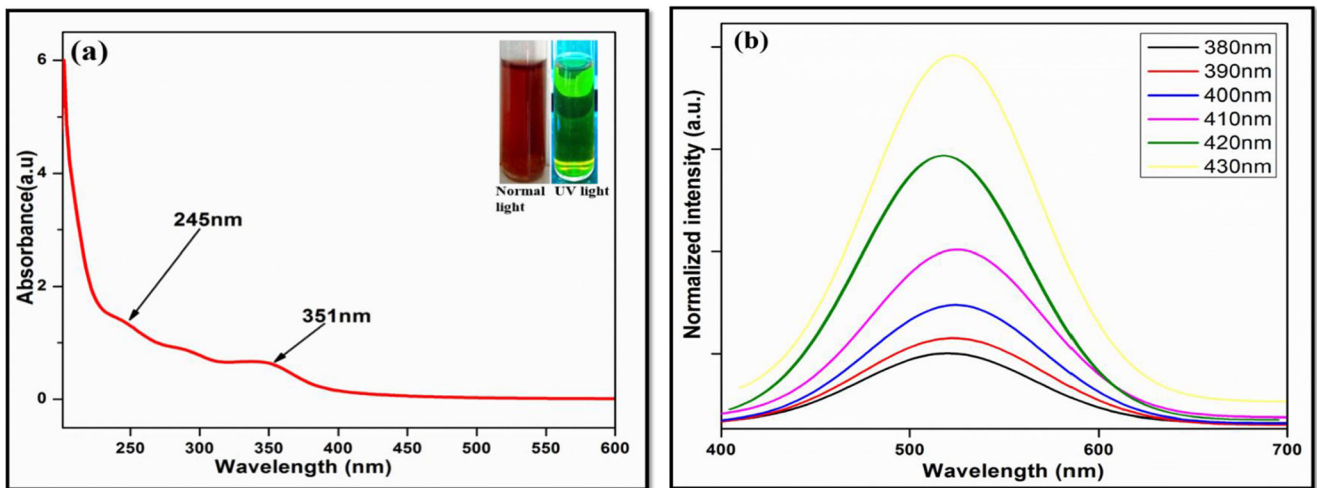 (a)
Absorbance(a.u)
6
4
2
0
245nm
351nm
Normal UV light
light
250 300 350 400 450 500 550 600
Wavelength (nm)
(b)
Normalized intensity (a.u.)
380nm
390nm
400nm
410nm
420nm
430nm
400 500 600 700
Wavelength (nm)